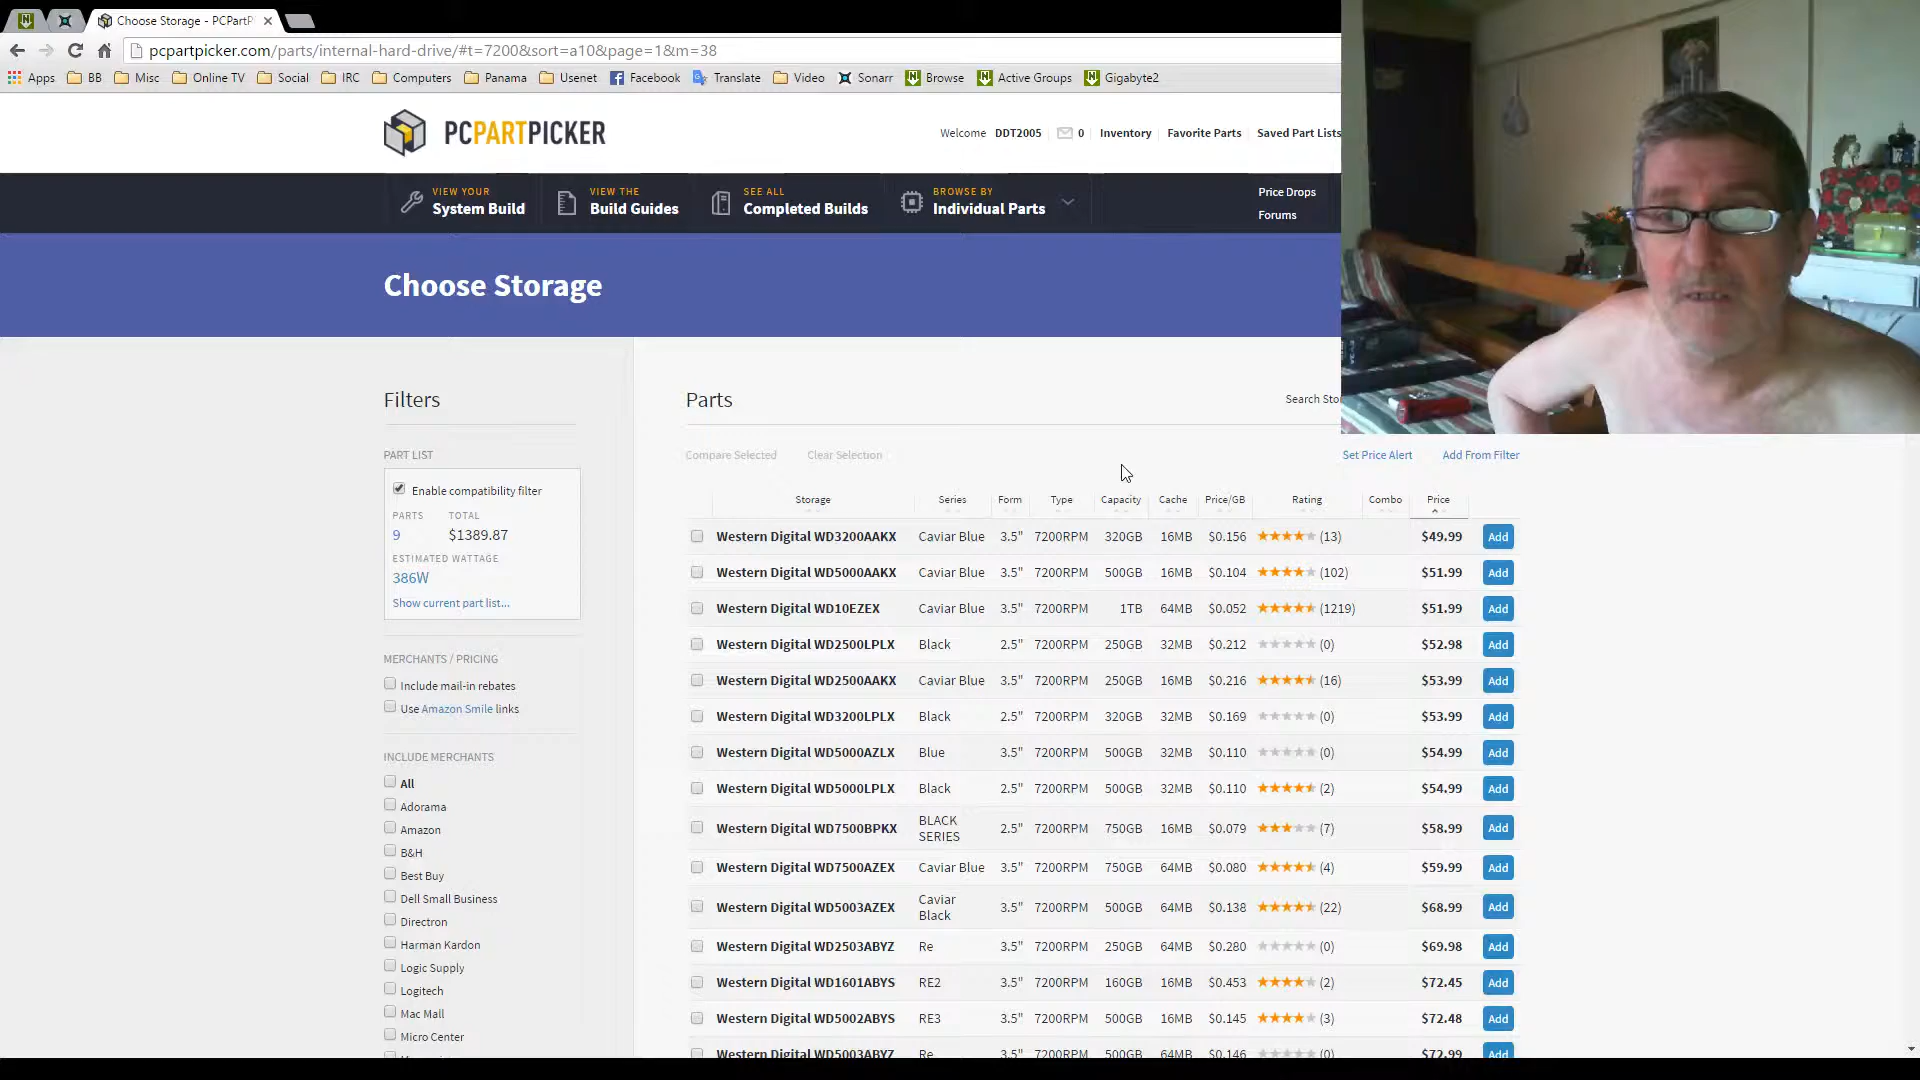 Choose Storage - PCPartP
pcpartpicker.com/parts/internal-hard-drive/#t=7200&sort=a10&page=1&m=38
Apps BB Misc Online TV Social IRC Computers Panama Usenet Facebook Translate Video Sonarr Browse Active Groups Gigabyte2
PCPARTPICKER
Welcome DDT2005 0 Inventory Favorite Parts Saved Part Lists
VIEW YOUR
System Build
VIEW THE
Build Guides
SEE ALL
Completed Builds
BROWSE BY
Individual Parts
Price Drops
Forums
Choose Storage
Filters
PART LIST
Enable compatibility filter
PARTS TOTAL
9 $1389.87
ESTIMATED WATTAGE
386W
Show current part list...
MERCHANTS / PRICING
Include mail-in rebates
Use Amazon Smile links
INCLUDE MERCHANTS
All
Adorama
Amazon
B&H
Best Buy
Dell Small Business
Directron
Harman Kardon
Logic Supply
Logitech
Mac Mall
Micro Center
Parts
Search Sto
Compare Selected Clear Selection Set Price Alert Add From Filter
Storage Series Form Type Capacity Cache Price/GB Rating Combo Price
Western Digital WD3200AAKX Caviar Blue 3.5" 7200RPM 320GB 16MB $0.156 (13) $49.99 Add
Western Digital WD5000AAKX Caviar Blue 3.5" 7200RPM 500GB 16MB $0.104 (102) $51.99 Add
Western Digital WD10EZEX Caviar Blue 3.5" 7200RPM 1TB 64MB $0.052 (1219) $51.99 Add
Western Digital WD2500LPLX Black 2.5" 7200RPM 250GB 32MB $0.212 (0) $52.98 Add
Western Digital WD2500AAKX Caviar Blue 3.5" 7200RPM 250GB 16MB $0.216 (16) $53.99 Add
Western Digital WD3200LPLX Black 2.5" 7200RPM 320GB 32MB $0.169 (0) $53.99 Add
Western Digital WD5000AZLX Blue 3.5" 7200RPM 500GB 32MB $0.110 (0) $54.99 Add
Western Digital WD5000LPLX Black 2.5" 7200RPM 500GB 32MB $0.110 (2) $54.99 Add
Western Digital WD7500BPKX BLACK SERIES 2.5" 7200RPM 750GB 16MB $0.079 (7) $58.99 Add
Western Digital WD7500AZEX Caviar Blue 3.5" 7200RPM 750GB 64MB $0.080 (4) $59.99 Add
Western Digital WD5003AZEX Caviar Black 3.5" 7200RPM 500GB 64MB $0.138 (22) $68.99 Add
Western Digital WD2503ABYZ Re 3.5" 7200RPM 250GB 64MB $0.280 (0) $69.98 Add
Western Digital WD1601ABYS RE2 3.5" 7200RPM 160GB 16MB $0.453 (2) $72.45 Add
Western Digital WD5002ABYS RE3 3.5" 7200RPM 500GB 16MB $0.145 (3) $72.48 Add
Western Digital WD5003ABYZ Re 3.5" 7200RPM 500GB 64MB $0.146 (0) $72.99 Add